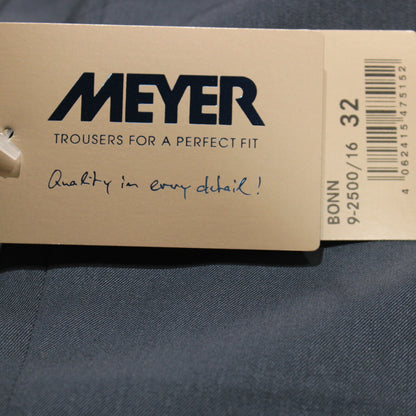 MEYER
TROUSERS FOR A PERFECT FIT
Quality in every detail!
BONN
9-2500/16
32
4 062415 475152